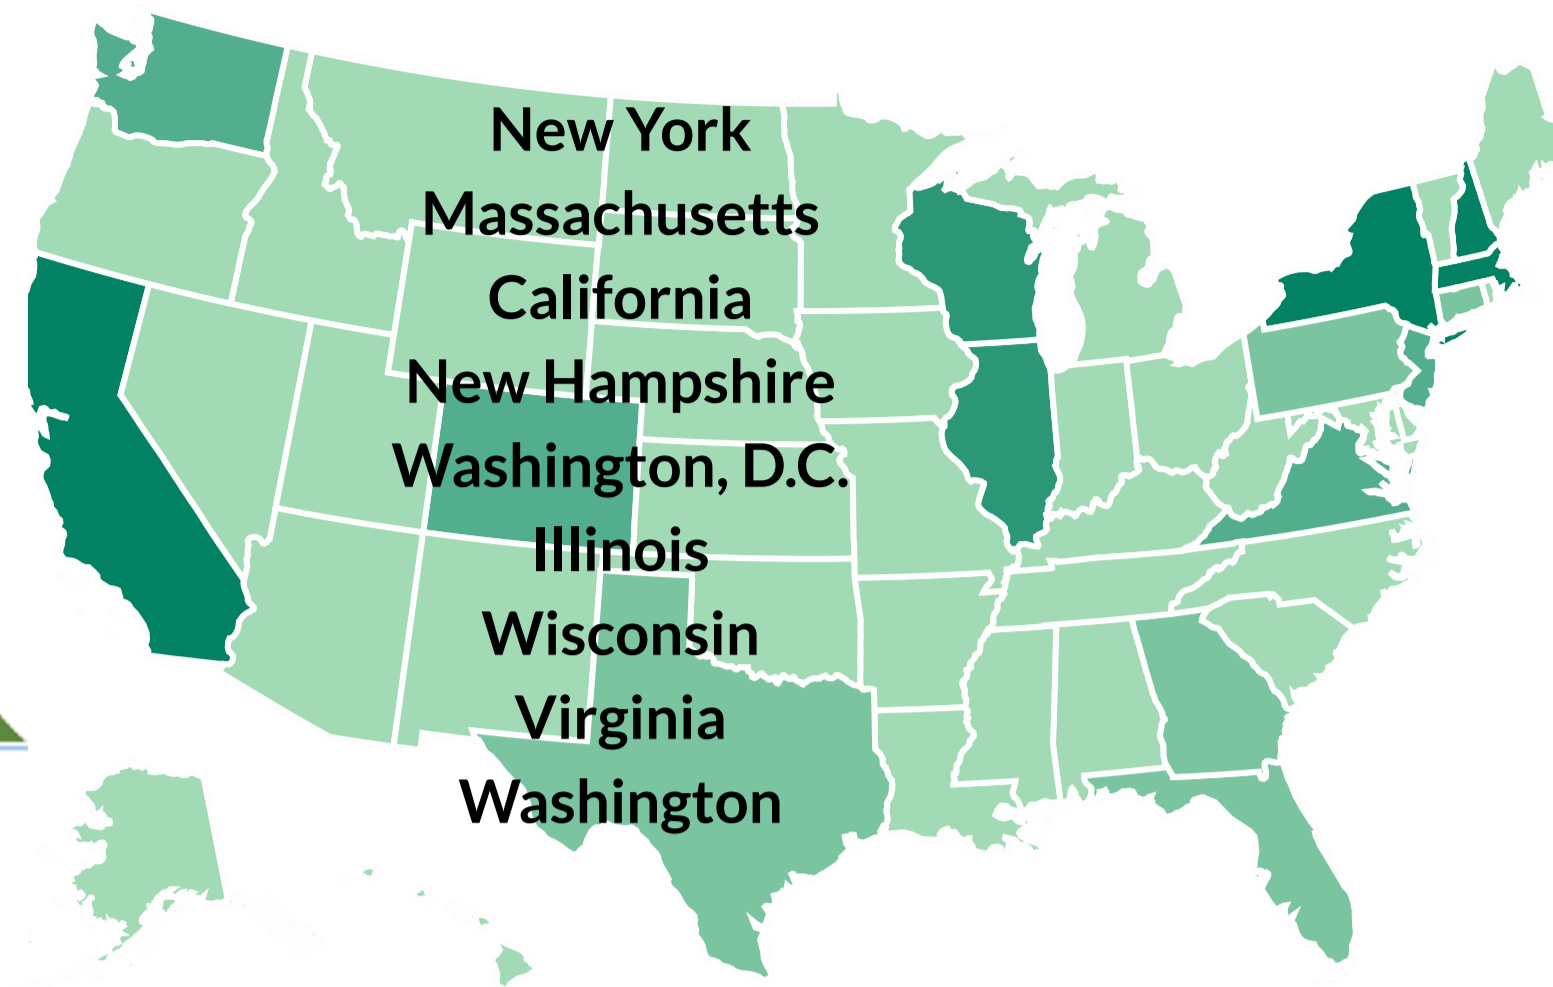 New York
Massachusetts
California
New Hampshire
Washington, D.C.
Illinois
Wisconsin
Virginia
Washington